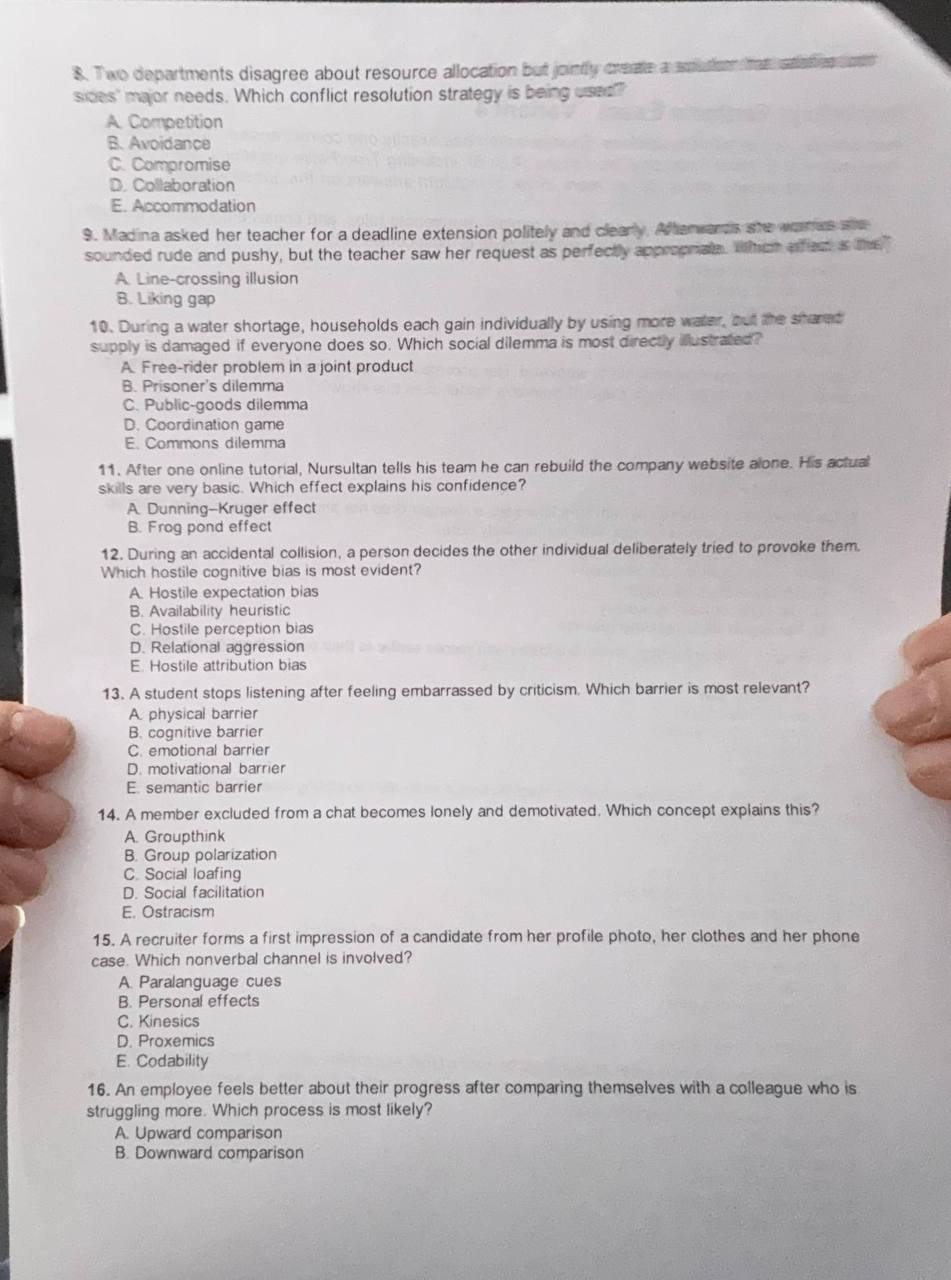 8. Two departments disagree about resource allocation but jointly create a solution that satisfies both
sides' major needs. Which conflict resolution strategy is being used?
A. Competition
B. Avoidance
C. Compromise
D. Collaboration
E. Accommodation
9. Madina asked her teacher for a deadline extension politely and clearly. Afterwards she worries she
sounded rude and pushy, but the teacher saw her request as perfectly appropriate. Which effect is this?
A. Line-crossing illusion
B. Liking gap
10. During a water shortage, households each gain individually by using more water, but the shared
supply is damaged if everyone does so. Which social dilemma is most directly illustrated?
A. Free-rider problem in a joint product
B. Prisoner's dilemma
C. Public-goods dilemma
D. Coordination game
E. Commons dilemma
11. After one online tutorial, Nursultan tells his team he can rebuild the company website alone. His actual
skills are very basic. Which effect explains his confidence?
A. Dunning–Kruger effect
B. Frog pond effect
12. During an accidental collision, a person decides the other individual deliberately tried to provoke them.
Which hostile cognitive bias is most evident?
A. Hostile expectation bias
B. Availability heuristic
C. Hostile perception bias
D. Relational aggression
E. Hostile attribution bias
13. A student stops listening after feeling embarrassed by criticism. Which barrier is most relevant?
A. physical barrier
B. cognitive barrier
C. emotional barrier
D. motivational barrier
E. semantic barrier
14. A member excluded from a chat becomes lonely and demotivated. Which concept explains this?
A. Groupthink
B. Group polarization
C. Social loafing
D. Social facilitation
E. Ostracism
15. A recruiter forms a first impression of a candidate from her profile photo, her clothes and her phone
case. Which nonverbal channel is involved?
A. Paralanguage cues
B. Personal effects
C. Kinesics
D. Proxemics
E. Codability
16. An employee feels better about their progress after comparing themselves with a colleague who is
struggling more. Which process is most likely?
A. Upward comparison
B. Downward comparison